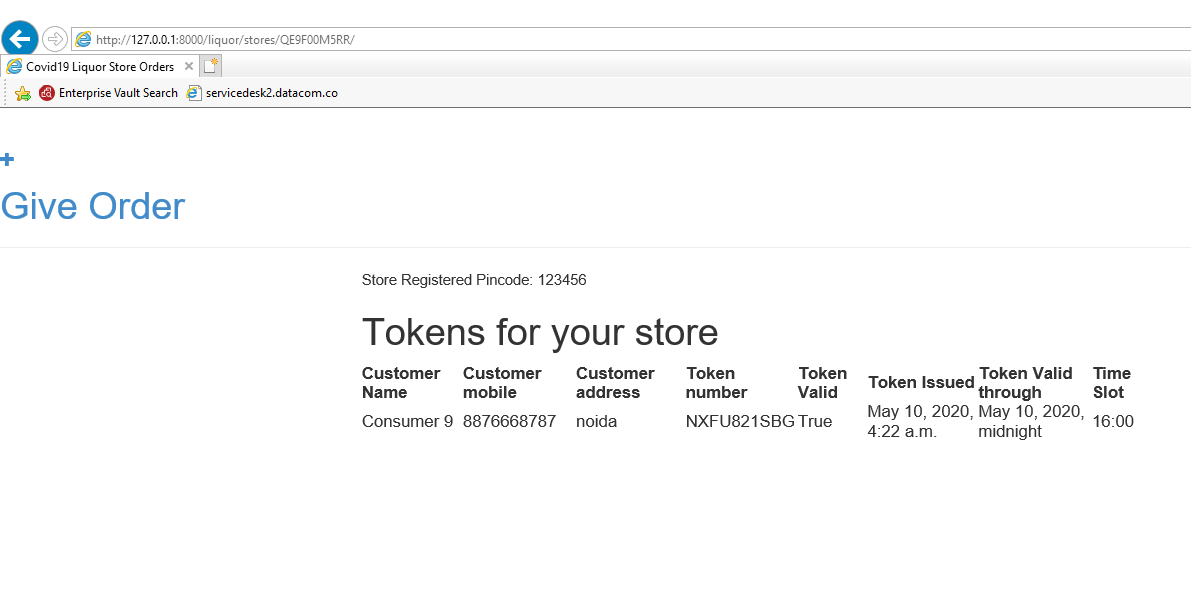 http://127.0.0.1:8000/liquor/stores/QE9F00M5RR/
Covid19 Liquor Store Orders
Enterprise Vault Search servicedesk2.datacom.co
Give Order
Store Registered Pincode: 123456
Tokens for your store
Customer Name Customer mobile Customer address Token number Token Valid Token Issued Token Valid through Time Slot
Consumer 9 8876668787 noida NXFU821SBG True May 10, 2020, 4:22 a.m. May 10, 2020, midnight 16:00